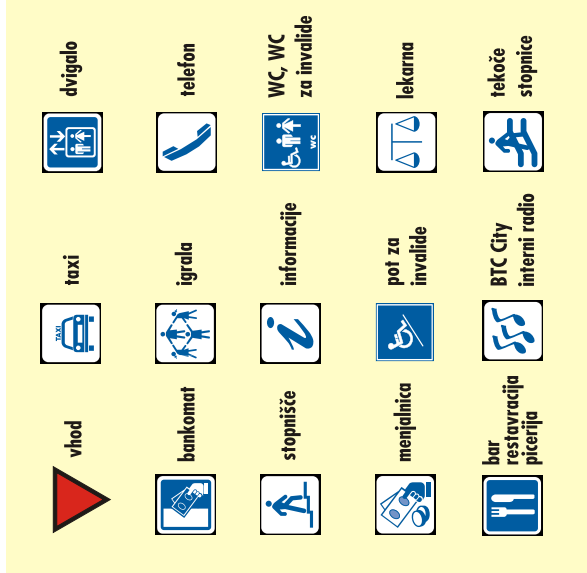 vhod
TAXI
taxi
dvigalo
bankomat
igrala
telefon
stopnišče
i
informacije
wc
WC, WC
za invalide
menjalnica
pot za
invalide
lekarna
bar
restavracija
picerija
BTC City
interni radio
tekoče
stopnice